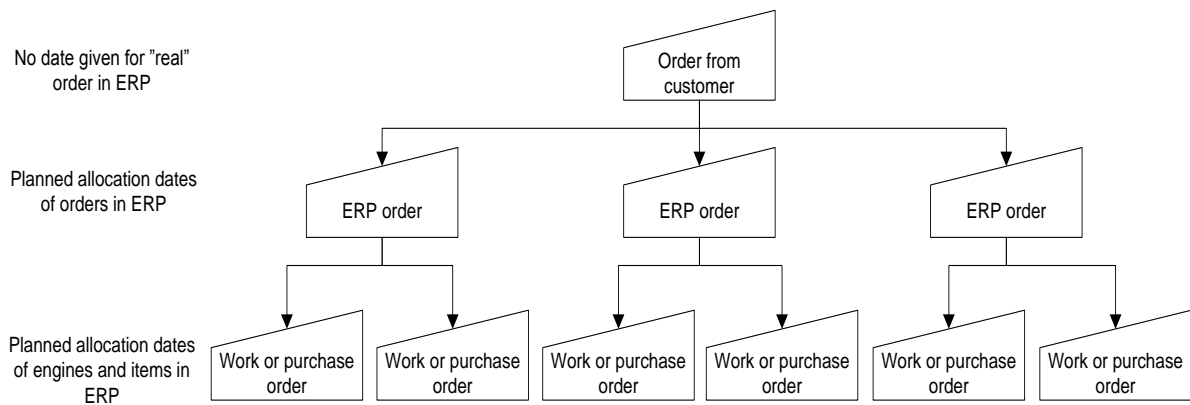 No date given for ”real”
order in ERP
Order from
customer
Planned allocation dates
of orders in ERP
ERP order
ERP order
ERP order
Planned allocation dates
of engines and items in
ERP
Work or purchase
order
Work or purchase
order
Work or purchase
order
Work or purchase
order
Work or purchase
order
Work or purchase
order